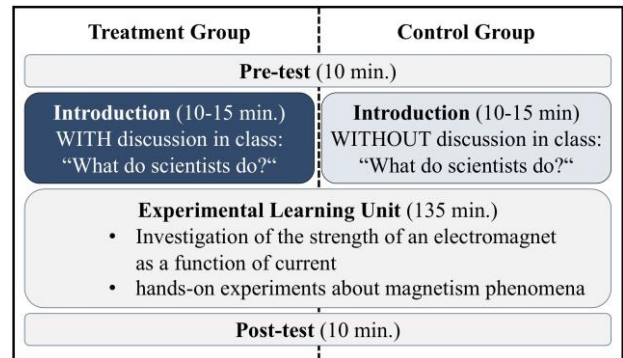 Treatment Group
Control Group
Pre-test (10 min.)
Introduction (10-15 min.)
WITH discussion in class:
“What do scientists do?“
Introduction (10-15 min)
WITHOUT discussion in class:
“What do scientists do?“
Experimental Learning Unit (135 min.)
• Investigation of the strength of an electromagnet
as a function of current
• hands-on experiments about magnetism phenomena
Post-test (10 min.)